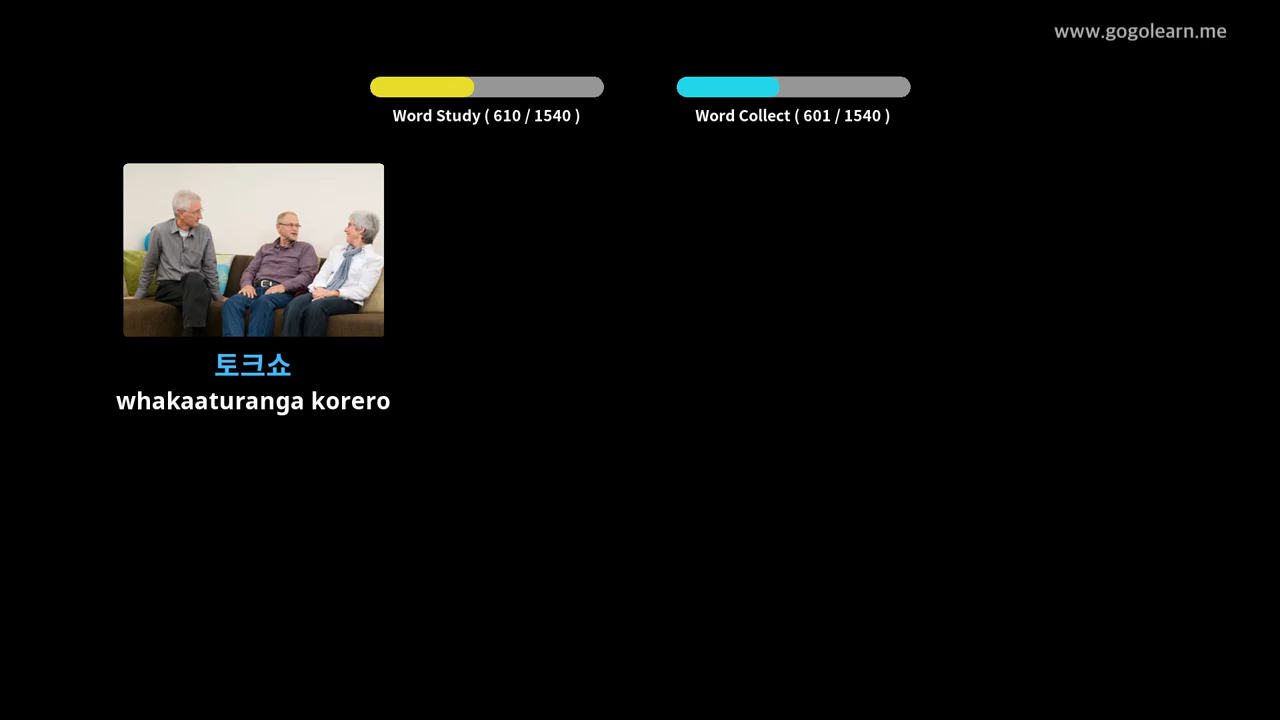 www.gogolearn.me
Word Study ( 610 / 1540 )
Word Collect ( 601 / 1540 )
토크쇼
whakaaturanga korero